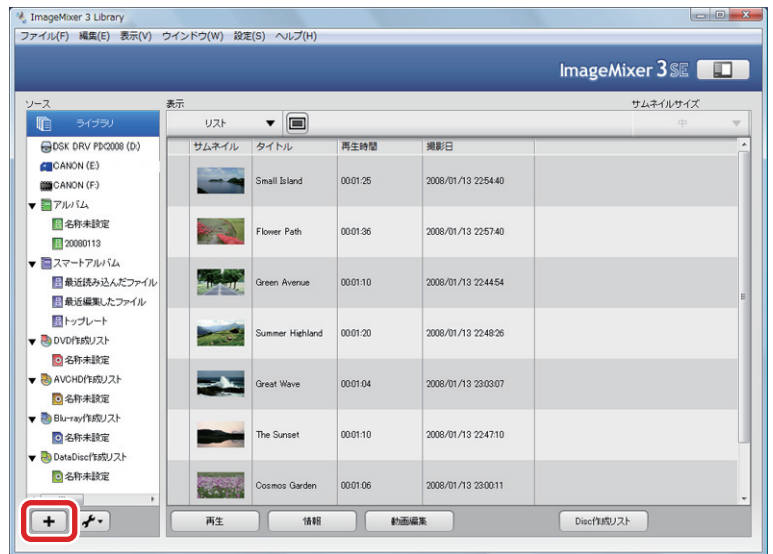 ImageMixer 3 Library
ファイル(F) 編集(E) 表示(V) ウインドウ(W) 設定(S) ヘルプ(H)
ImageMixer 3 SE
ソース 表示 サムネイルサイズ
ライブラリ リスト 中
DSK DRV PDC2008 (D:)
CANON (E:)
CANON (F:)
アルバム
名称未設定
20080113
スマートアルバム
最近読み込んだファイル
最近編集したファイル
トップレート
DVD作成リスト
名称未設定
AVCHD作成リスト
名称未設定
Blu-ray作成リスト
名称未設定
DataDisc作成リスト
名称未設定
サムネイル タイトル 再生時間 撮影日
Small Island 00:01:25 2008/01/13 22:54:40
Flower Path 00:01:36 2008/01/13 22:57:40
Green Avenue 00:01:10 2008/01/13 22:44:54
Summer Highland 00:01:20 2008/01/13 22:48:26
Great Wave 00:01:04 2008/01/13 23:03:07
The Sunset 00:01:10 2008/01/13 22:47:10
Cosmos Garden 00:01:06 2008/01/13 23:00:11
再生 情報 動画編集 Disc作成リスト